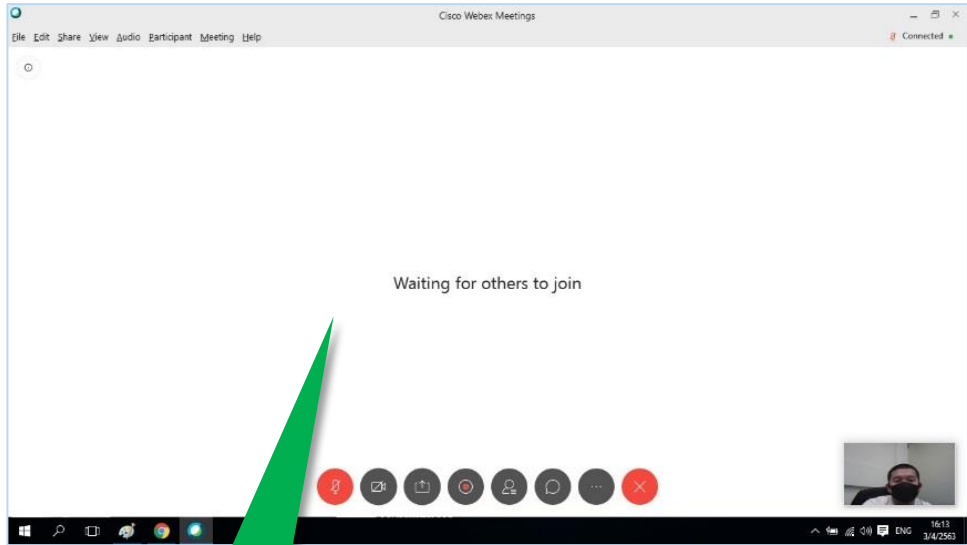 Cisco Webex Meetings
File Edit Share View Audio Participant Meeting Help
Connected
Waiting for others to join
ENG
16:13
3/4/2563